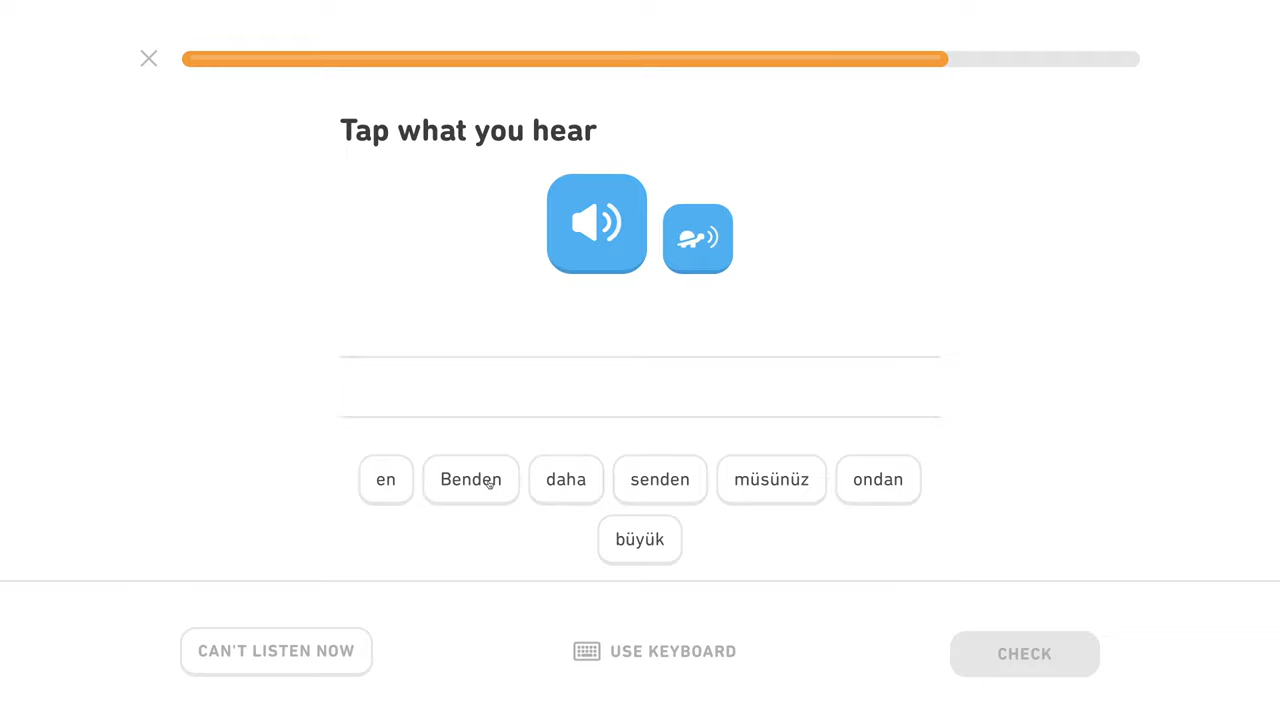 Tap what you hear
en Benden daha senden müsünüz ondan
büyük
CAN'T LISTEN NOW USE KEYBOARD CHECK